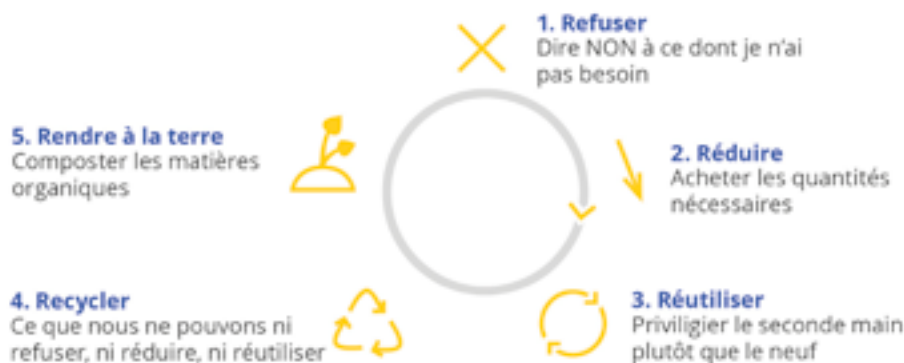 1. Refuser
Dire NON à ce dont je n'ai
pas besoin
2. Réduire
Acheter les quantités
nécessaires
3. Réutiliser
Priviligier le seconde main
plutôt que le neuf
4. Recycler
Ce que nous ne pouvons ni
refuser, ni réduire, ni réutiliser
5. Rendre à la terre
Composter les matières
organiques